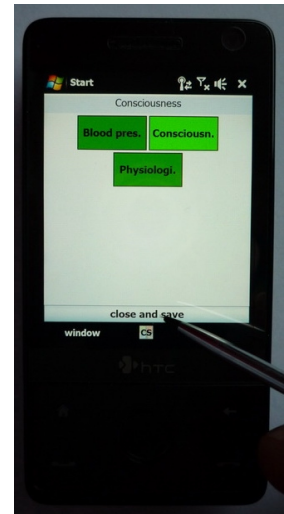 Start
Consciousness
Blood pres. Consciousn.
Physiologi.
close and save
window CS
hTC